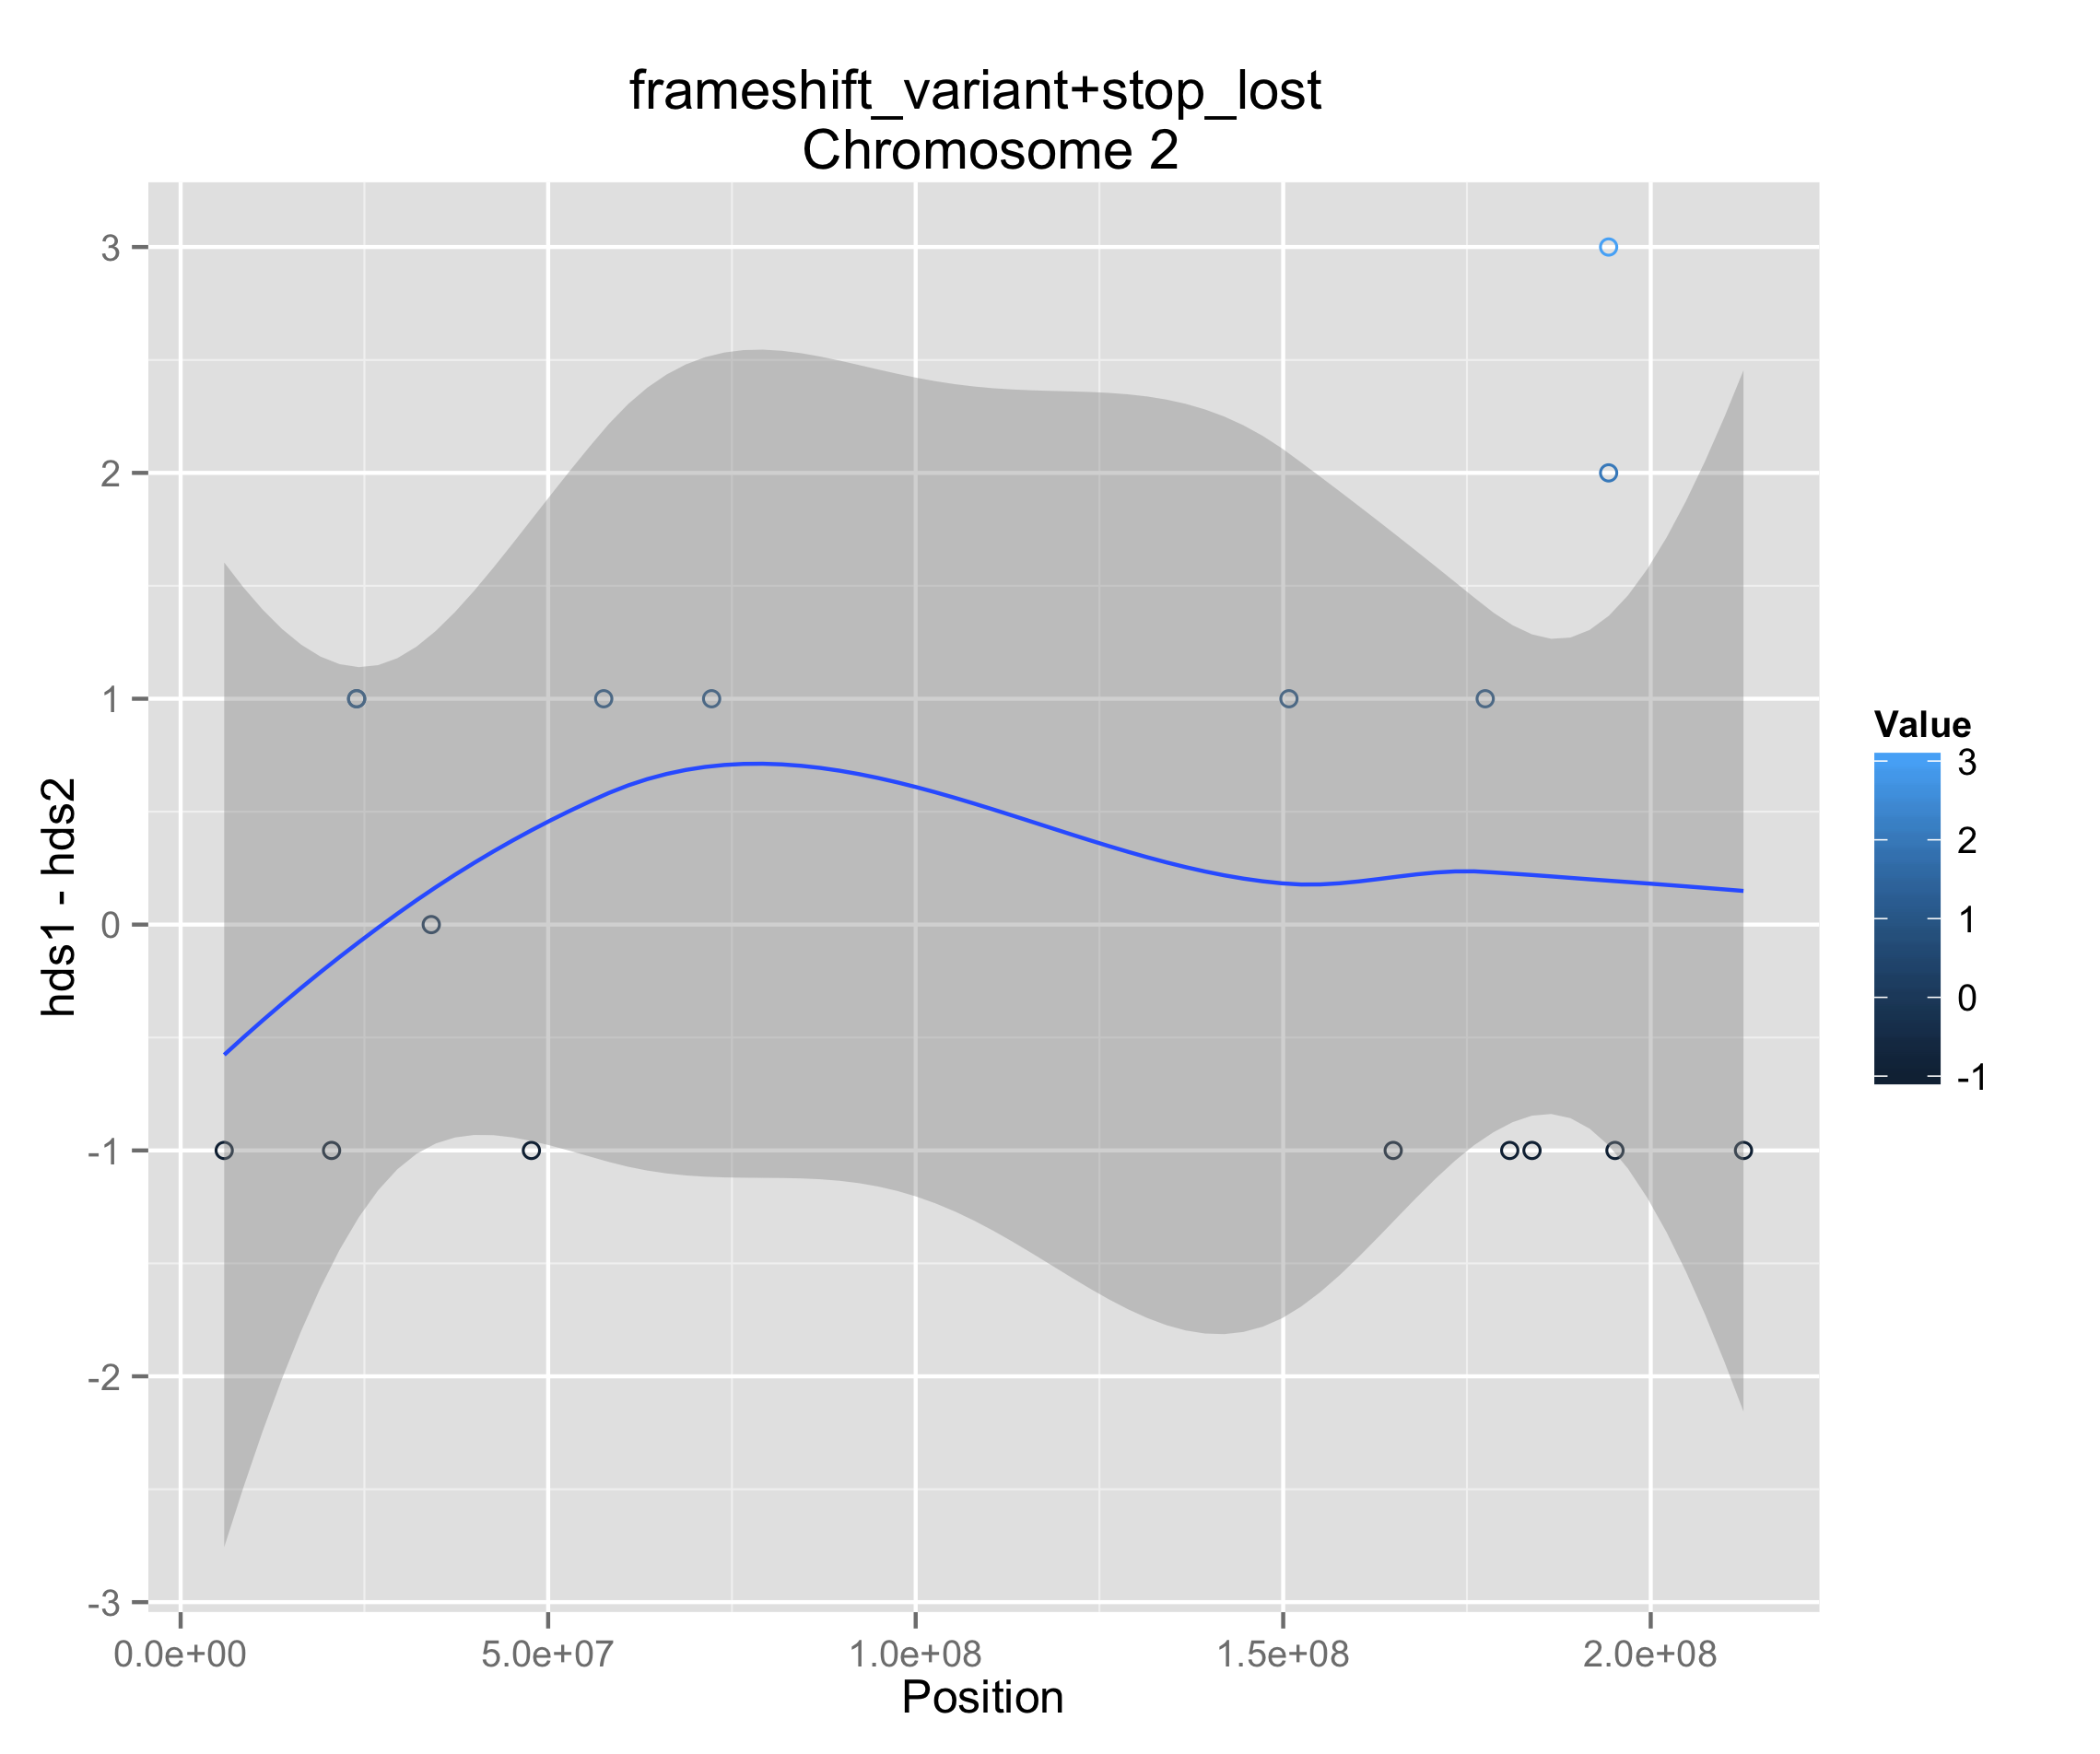 frameshift_variant+stop_lost
Chromosome 2
3
2
1
0
-1
-2
-3
hds1 - hds2
0.0e+00
5.0e+07
1.0e+08
1.5e+08
2.0e+08
Position
Value
3
2
1
0
-1